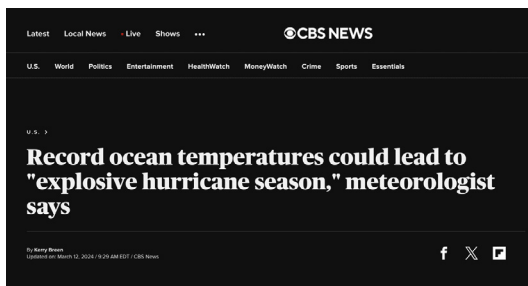 Latest Local News • Live Shows ••• CBS NEWS
U.S. World Politics Entertainment HealthWatch MoneyWatch Crime Sports Essentials
U.S. >
Record ocean temperatures could lead to
"explosive hurricane season," meteorologist
says
By Kerry Breen
Updated on: March 12, 2024 / 9:29 AM EDT / CBS News